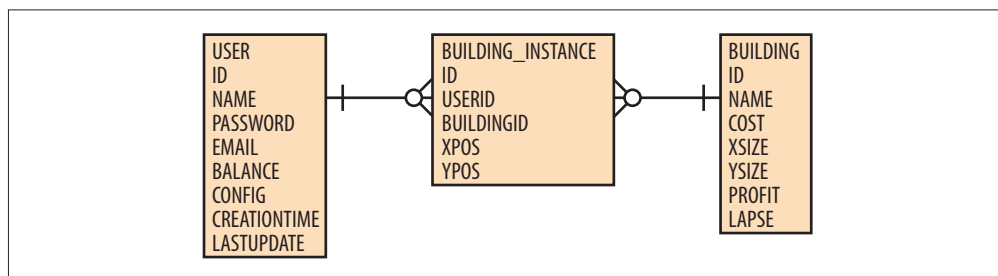 USER
ID
NAME
PASSWORD
EMAIL
BALANCE
CONFIG
CREATIONTIME
LASTUPDATE
BUILDING_INSTANCE
ID
USERID
BUILDINGID
XPOS
YPOS
BUILDING
ID
NAME
COST
XSIZE
YSIZE
PROFIT
LAPSE